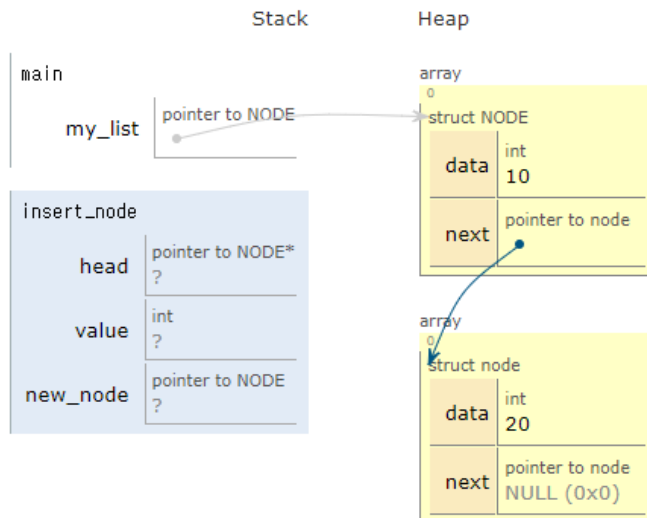 Stack
Heap
main
my_list
pointer to NODE
insert_node
head
pointer to NODE*
?
value
int
?
new_node
pointer to NODE
?
array
0
struct NODE
data
int
10
next
pointer to node
array
0
struct node
data
int
20
next
pointer to node
NULL (0x0)